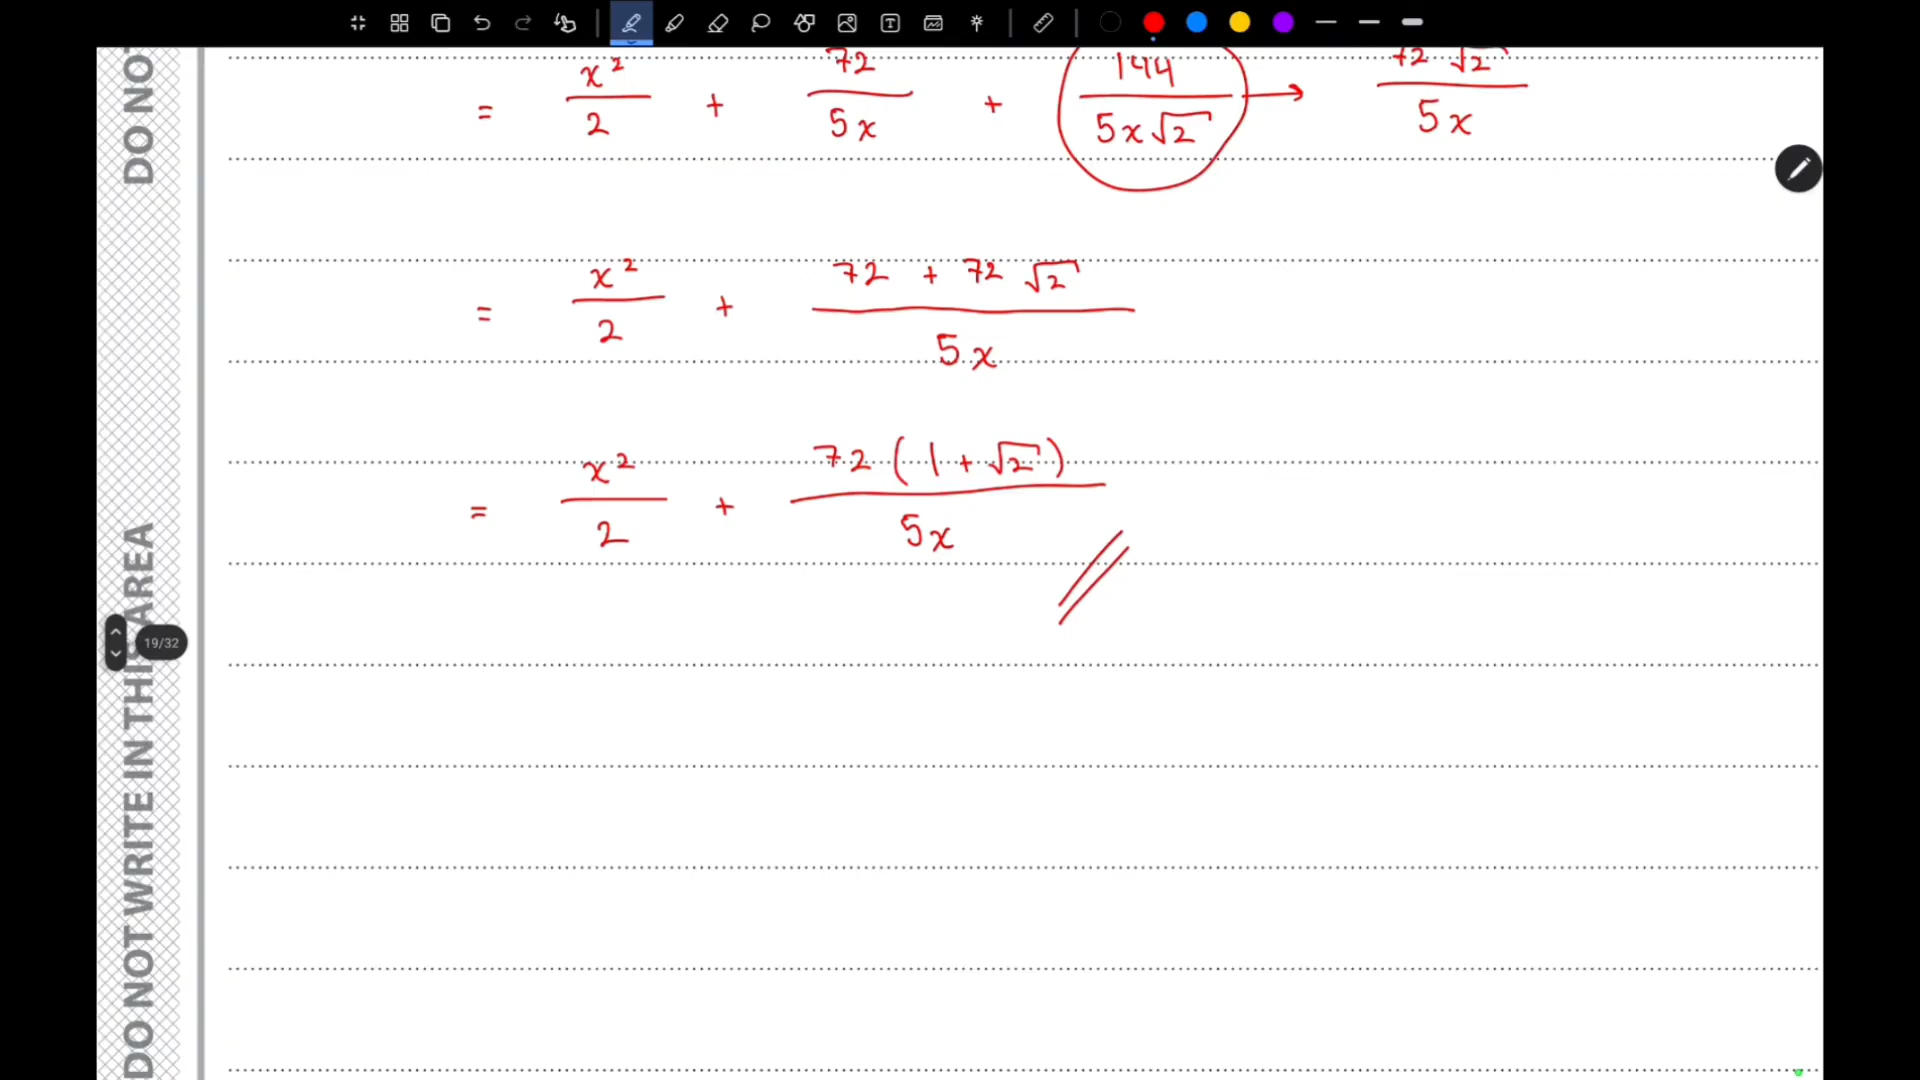 = x²/2 + 72/5x + 144/5x√2 → 72√2/5x
= x²/2 + 72 + 72√2/5x
= x²/2 + 72(1 + √2)/5x
DO NOT
DO NOT WRITE IN THIS AREA
19/32